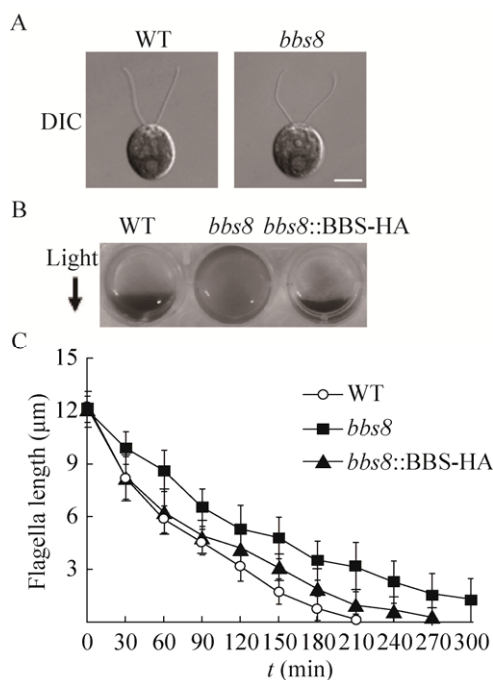 A
WT bbs8
DIC
B
WT bbs8 bbs8::BBS-HA
Light
C
15
12
9
6
3
Flagella length (μm)
WT
bbs8
bbs8::BBS-HA
0 30 60 90 120 150 180 210 240 270 300
t (min)